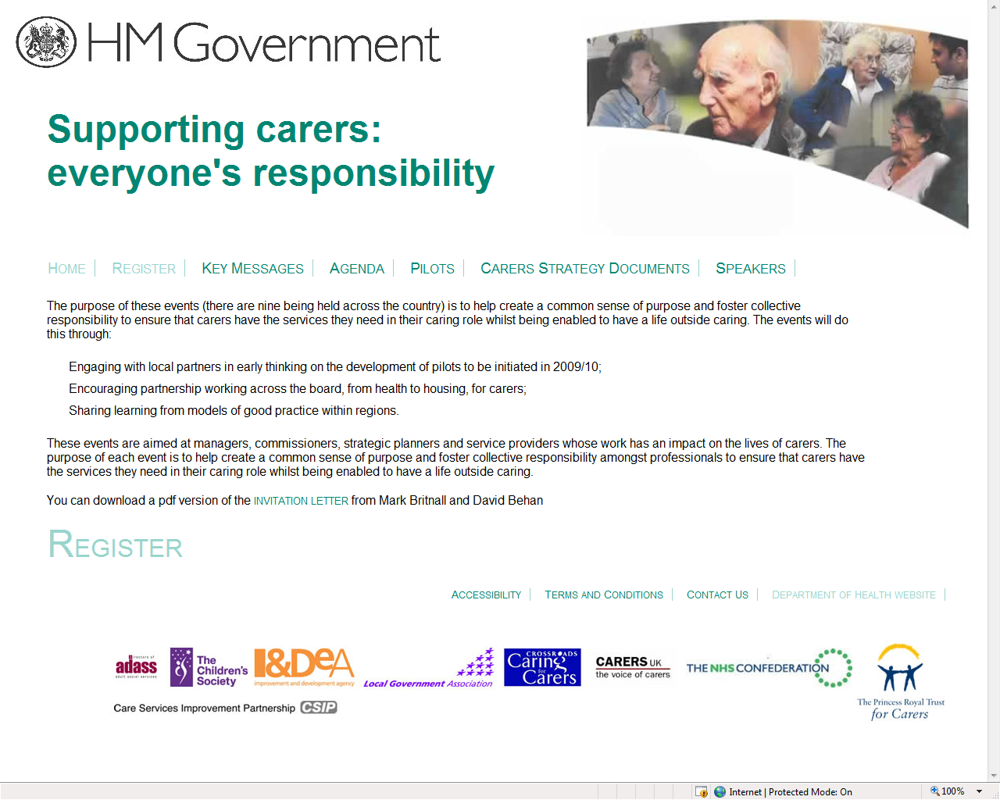 HM Government
Supporting carers:
everyone's responsibility
HOME
REGISTER
KEY MESSAGES
AGENDA
PILOTS
CARERS STRATEGY DOCUMENTS
SPEAKERS
The purpose of these events (there are nine being held across the country) is to help create a common sense of purpose and foster collective
responsibility to ensure that carers have the services they need in their caring role whilst being enabled to have a life outside caring. The events will do
this through:
Engaging with local partners in early thinking on the development of pilots to be initiated in 2009/10;
Encouraging partnership working across the board, from health to housing, for carers;
Sharing learning from models of good practice within regions.
These events are aimed at managers, commissioners, strategic planners and service providers whose work has an impact on the lives of carers. The
purpose of each event is to help create a common sense of purpose and foster collective responsibility amongst professionals to ensure that carers have
the services they need in their caring role whilst being enabled to have a life outside caring.
You can download a pdf version of the INVITATION LETTER from Mark Britnall and David Behan
REGISTER
ACCESSIBILITY
TERMS AND CONDITIONS
CONTACT US
DEPARTMENT OF HEALTH WEBSITE
directors of
adass
adult social services
The
Children's
Society
I&DeA
improvement and development agency
Local Government Association
CROSSROADS
Caring
for
Carers
CARERS UK
the voice of carers
THE NHS CONFEDERATION
The Princess Royal Trust
for Carers
Care Services Improvement Partnership CSIP
Internet | Protected Mode: On
100%